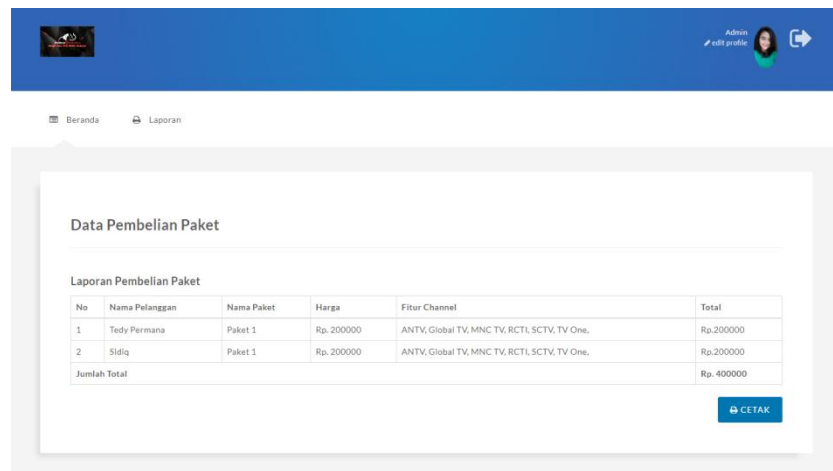 Admin
edit profile
Beranda
Laporan
Data Pembelian Paket
Laporan Pembelian Paket
No Nama Pelanggan Nama Paket Harga Fitur Channel Total
1 Tedy Permana Paket 1 Rp. 200000 ANTV, Global TV, MNC TV, RCTI, SCTV, TV One, Rp.200000
2 Sidiq Paket 1 Rp. 200000 ANTV, Global TV, MNC TV, RCTI, SCTV, TV One, Rp.200000
Jumlah Total Rp. 400000
CETAK